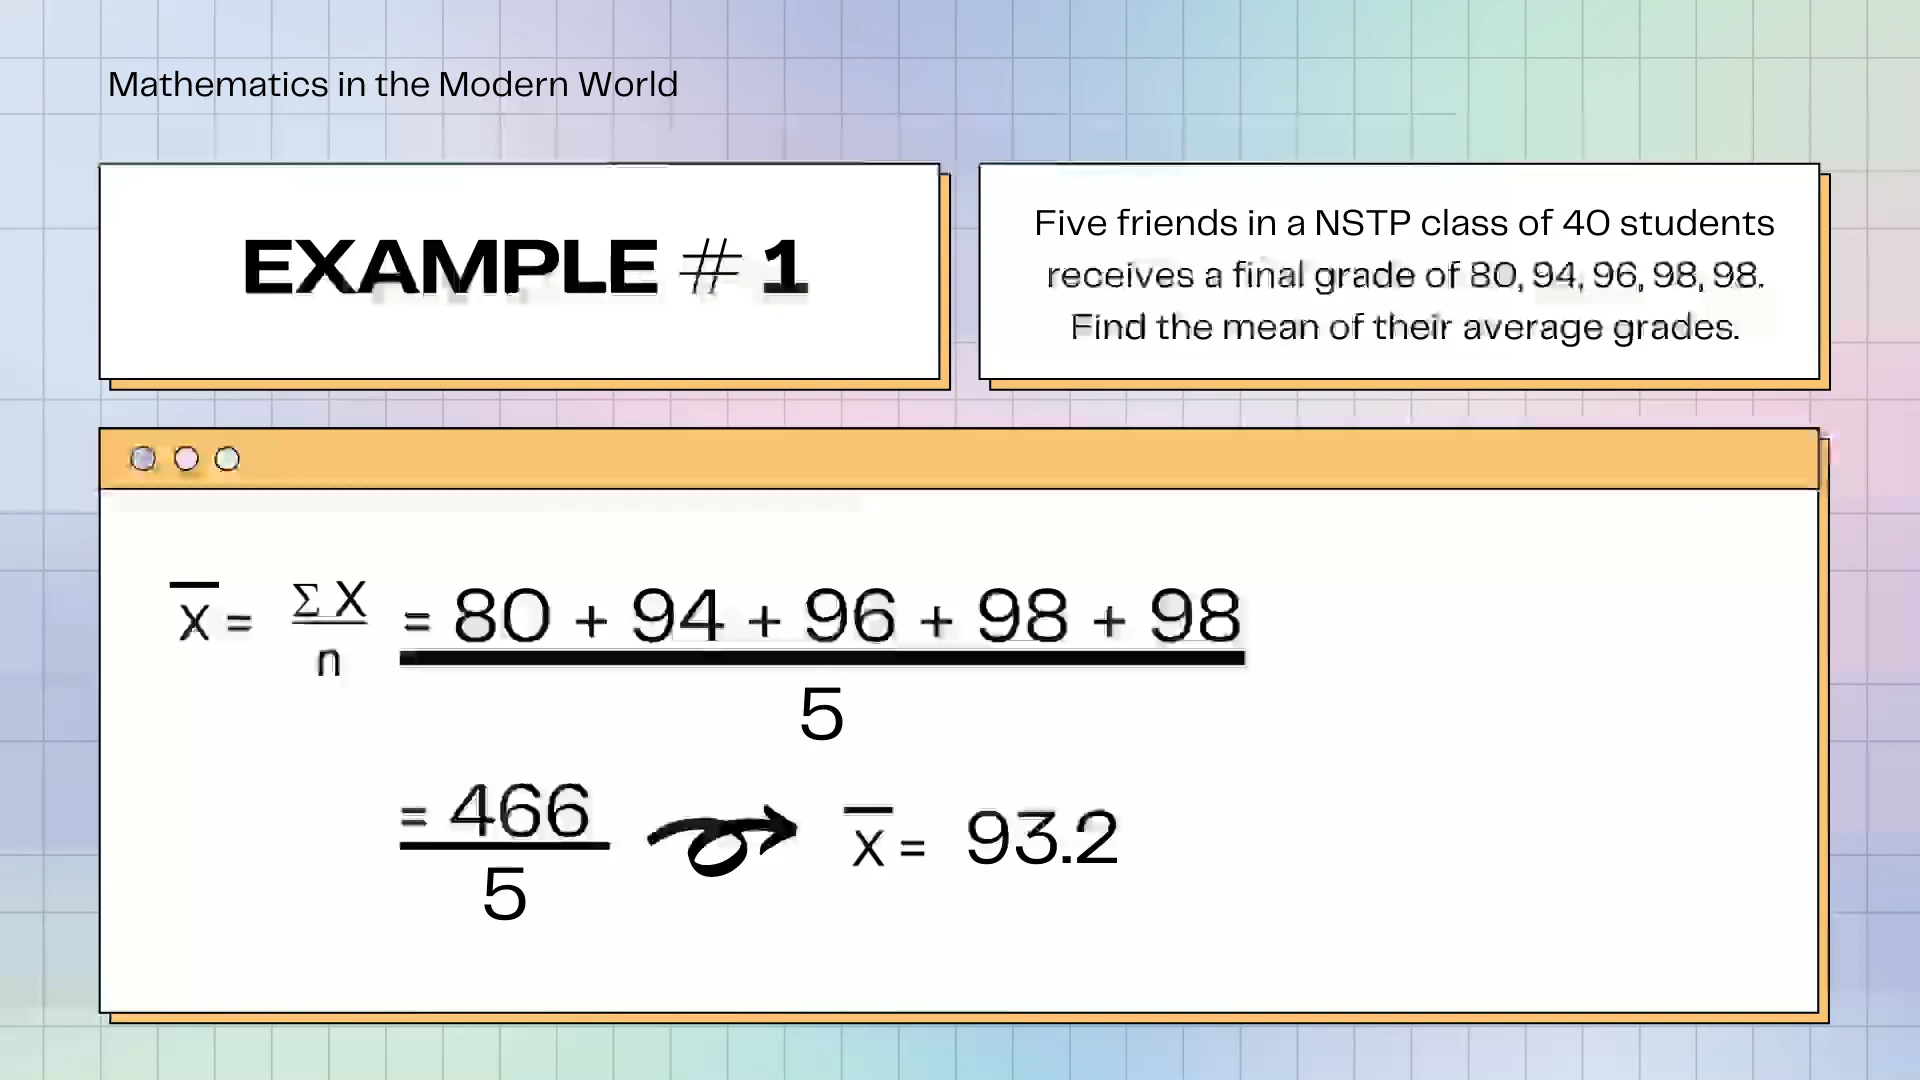 Mathematics in the Modern World
EXAMPLE # 1
Five friends in a NSTP class of 40 students
receives a final grade of 80, 94, 96, 98, 98.
Find the mean of their average grades.
x̅ = Σ X / n = 80 + 94 + 96 + 98 + 98
5
= 466
5
x̅ = 93.2